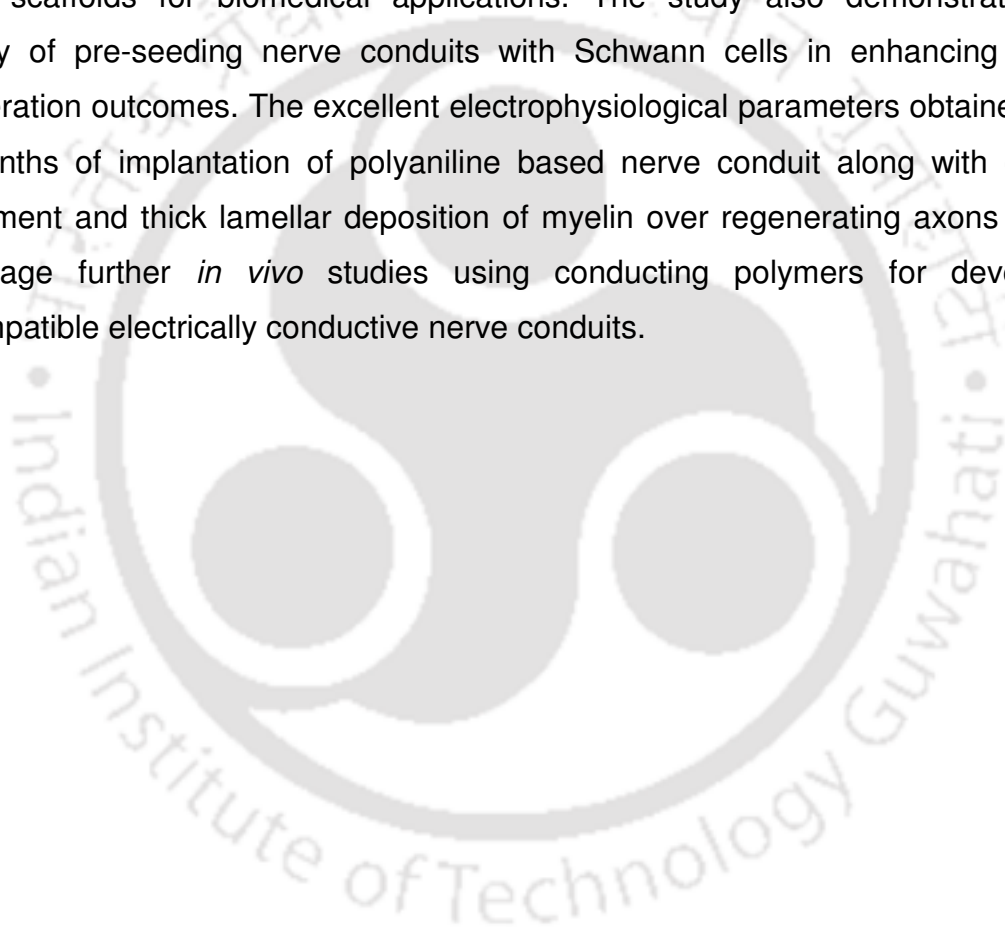 scaffolds for biomedical applications. The study also demonstrat
y of pre-seeding nerve conduits with Schwann cells in enhancing
eration outcomes. The excellent electrophysiological parameters obtaine
nths of implantation of polyaniline based nerve conduit along with
ment and thick lamellar deposition of myelin over regenerating axons
age further in vivo studies using conducting polymers for deve
patible electrically conductive nerve conduits.
Indian Institute of Technology Guwahati